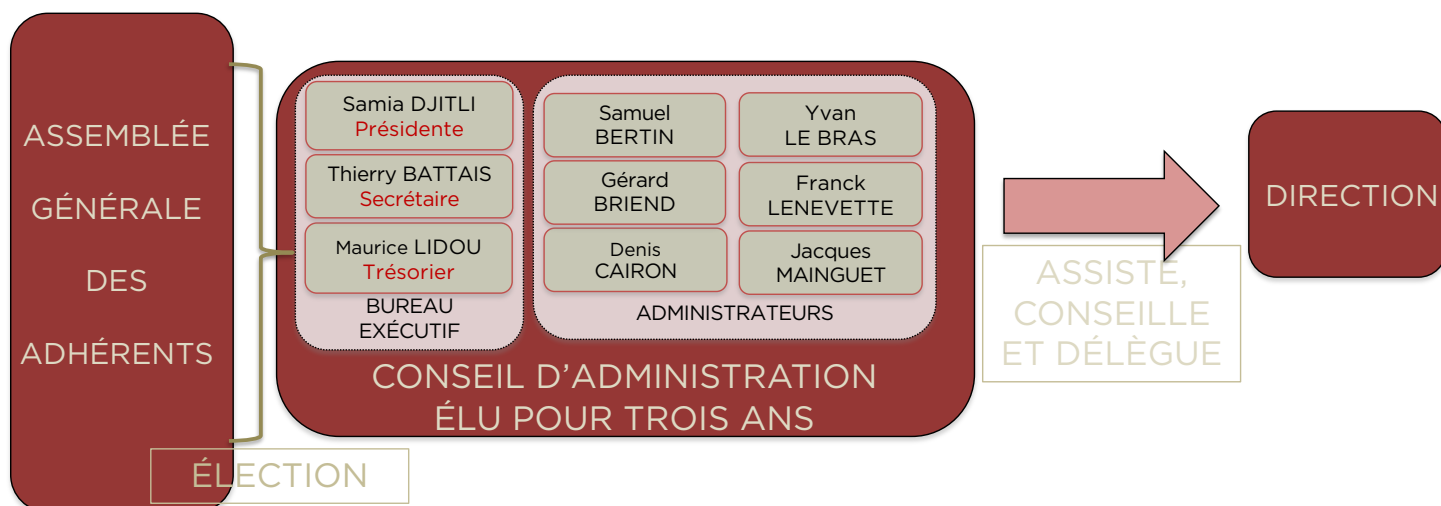 ASSEMBLÉE
GÉNÉRALE
DES
ADHÉRENTS
ÉLECTION
Samia DJITLI
Présidente
Thierry BATTAIS
Secrétaire
Maurice LIDOU
Trésorier
BUREAU
EXÉCUTIF
Samuel
BERTIN
Yvan
LE BRAS
Gérard
BRIEND
Franck
LENEVETTE
Denis
CAIRON
Jacques
MAINGUET
ADMINISTRATEURS
CONSEIL D’ADMINISTRATION
ÉLU POUR TROIS ANS
ASSISTE,
CONSEILLE
ET DÉLÈGUE
DIRECTION